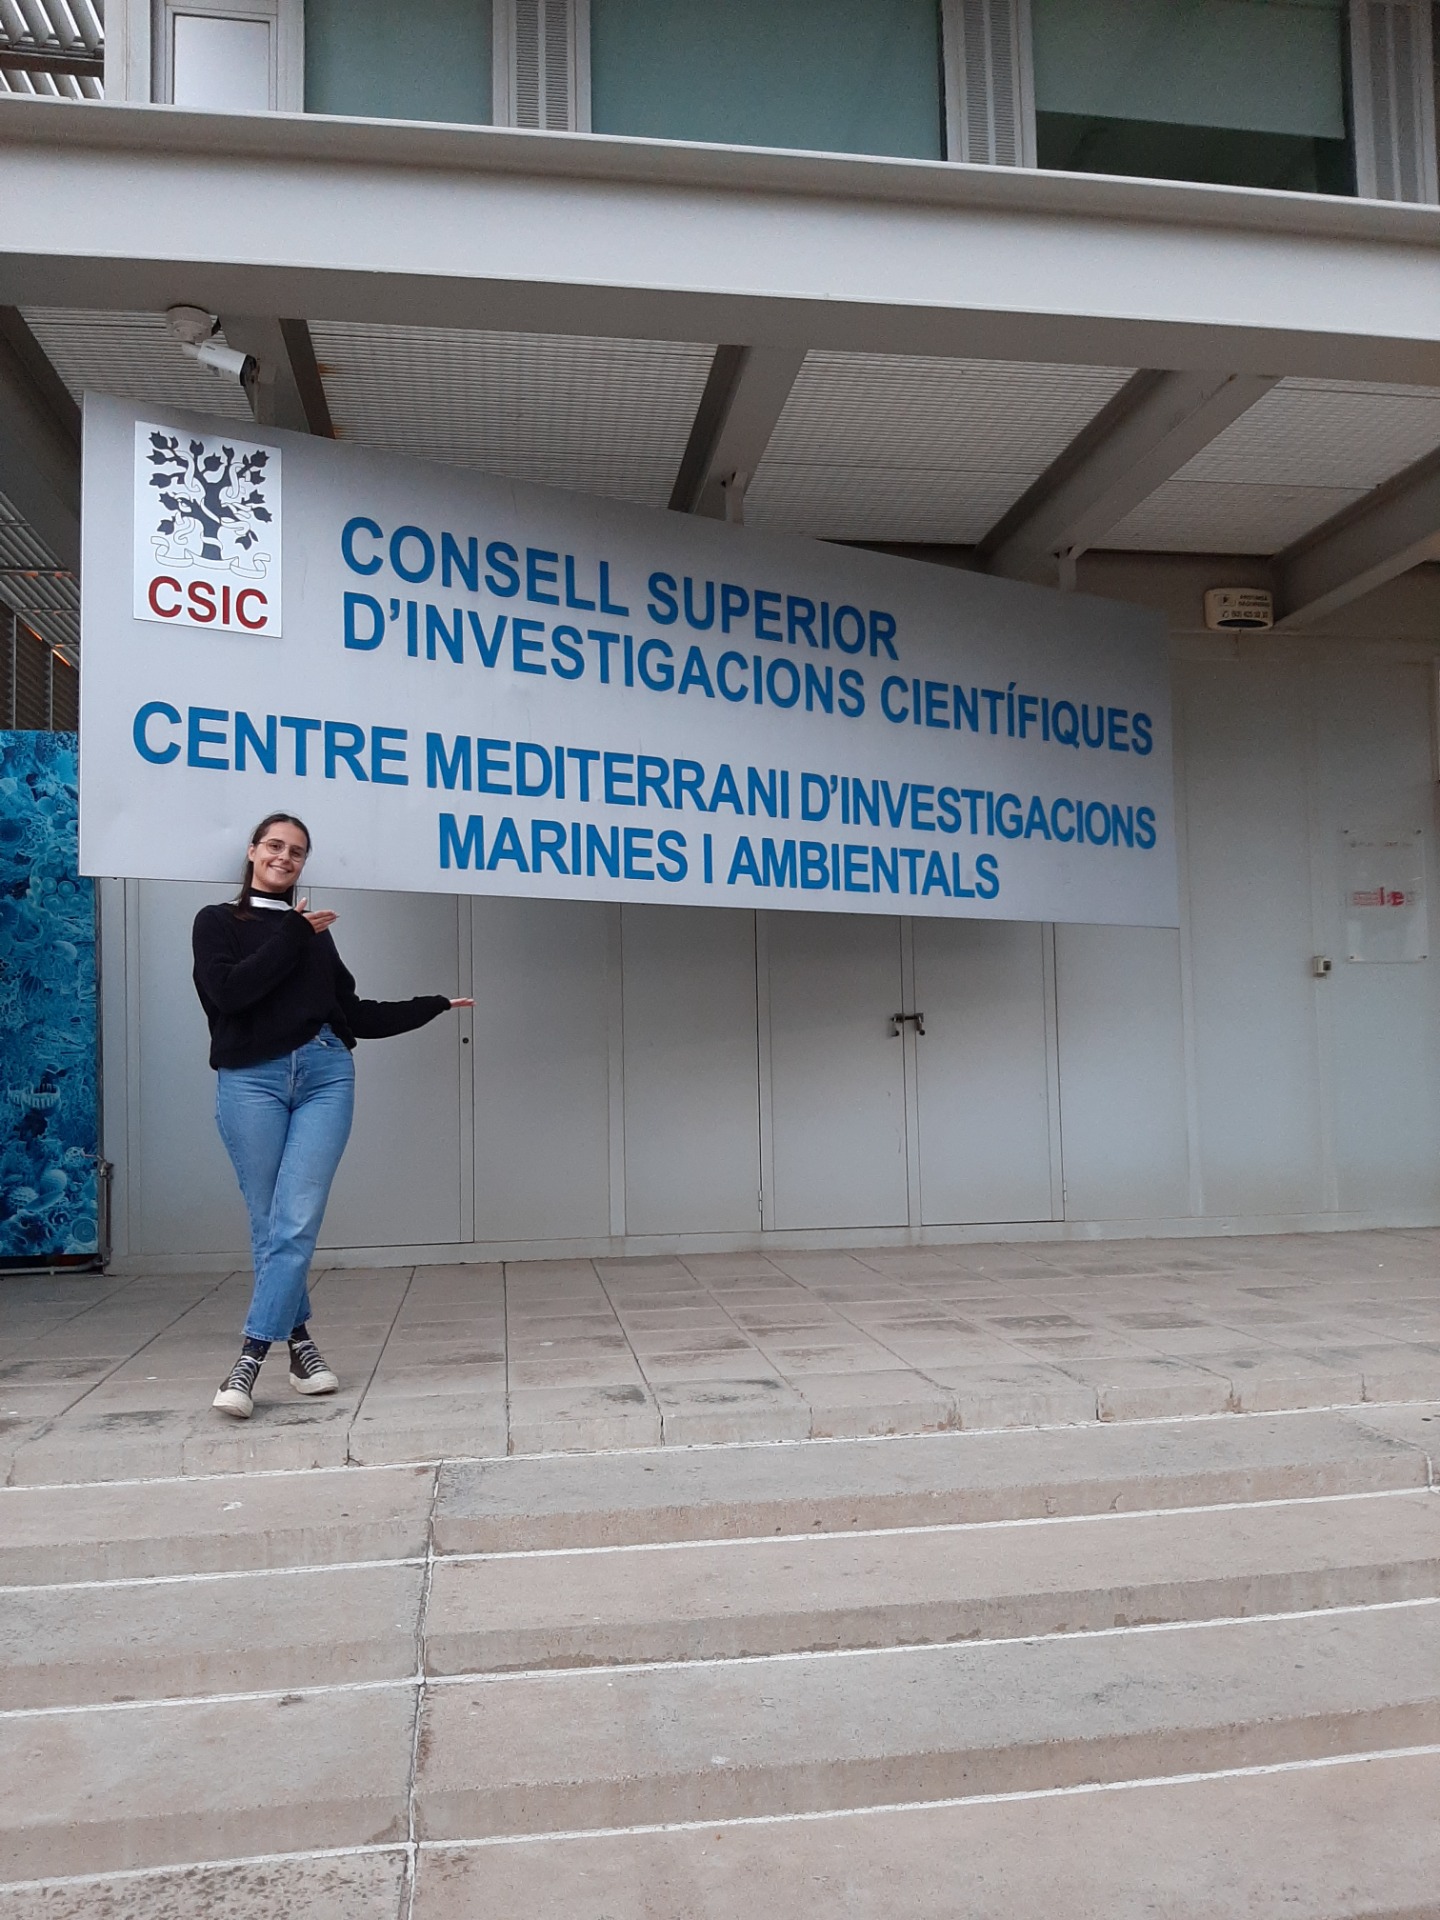 CSIC
CONSELL SUPERIOR
D'INVESTIGACIONS CIENTÍFIQUES
CENTRE MEDITERRANI D'INVESTIGACIONS
MARINES I AMBIENTALS